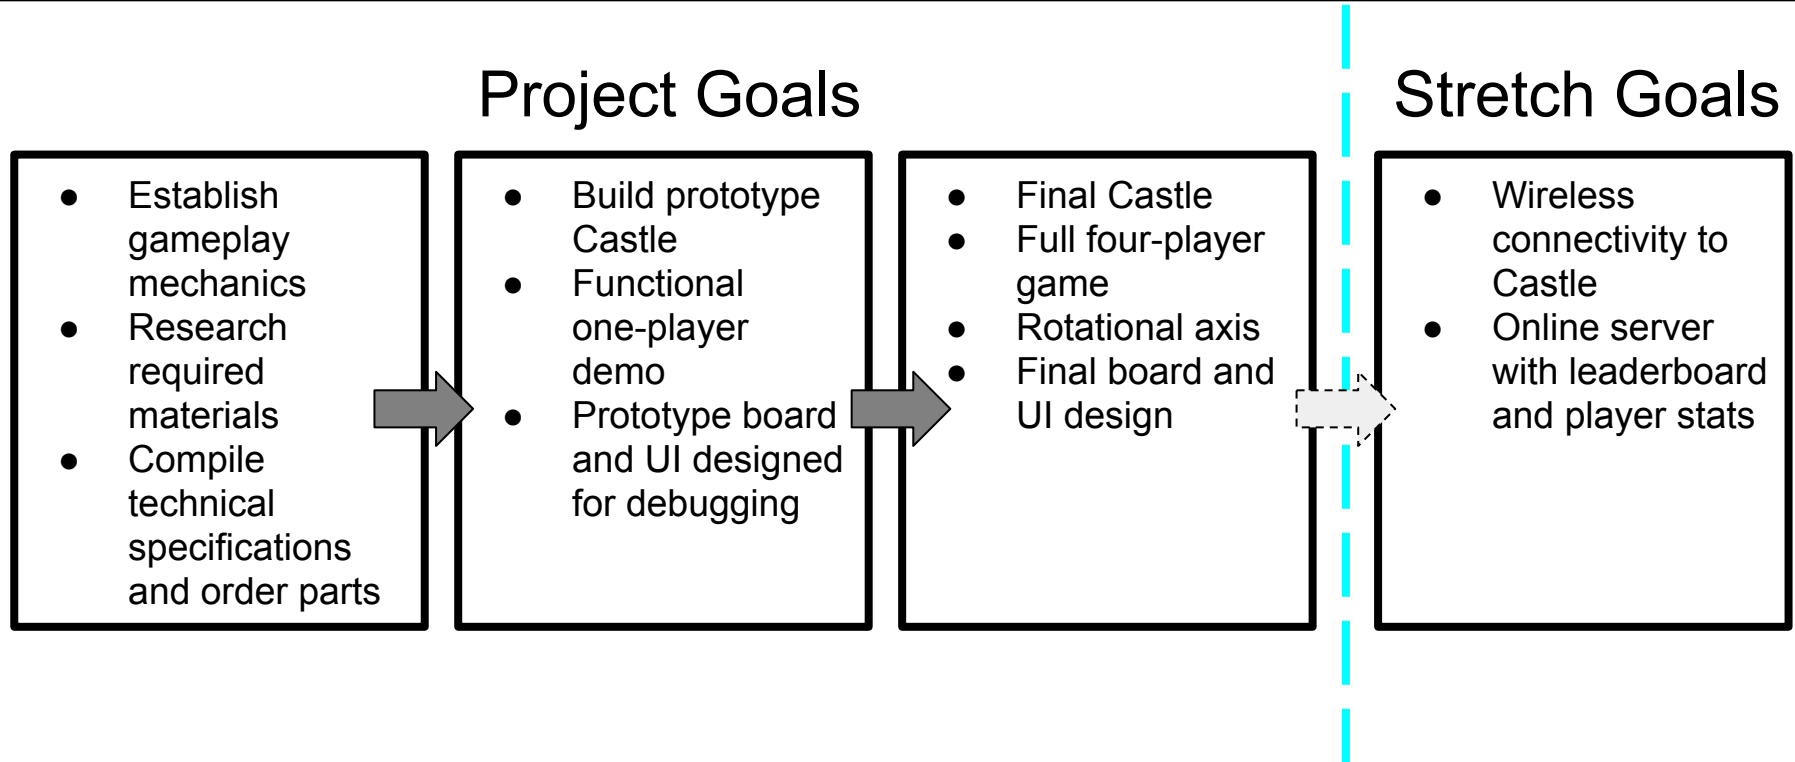 Project Goals
Stretch Goals
● Establish
gameplay
mechanics
● Research
required
materials
● Compile
technical
specifications
and order parts
● Build prototype
Castle
● Functional
one-player
demo
● Prototype board
and UI designed
for debugging
● Final Castle
● Full four-player
game
● Rotational axis
● Final board and
UI design
● Wireless
connectivity to
Castle
● Online server
with leaderboard
and player stats